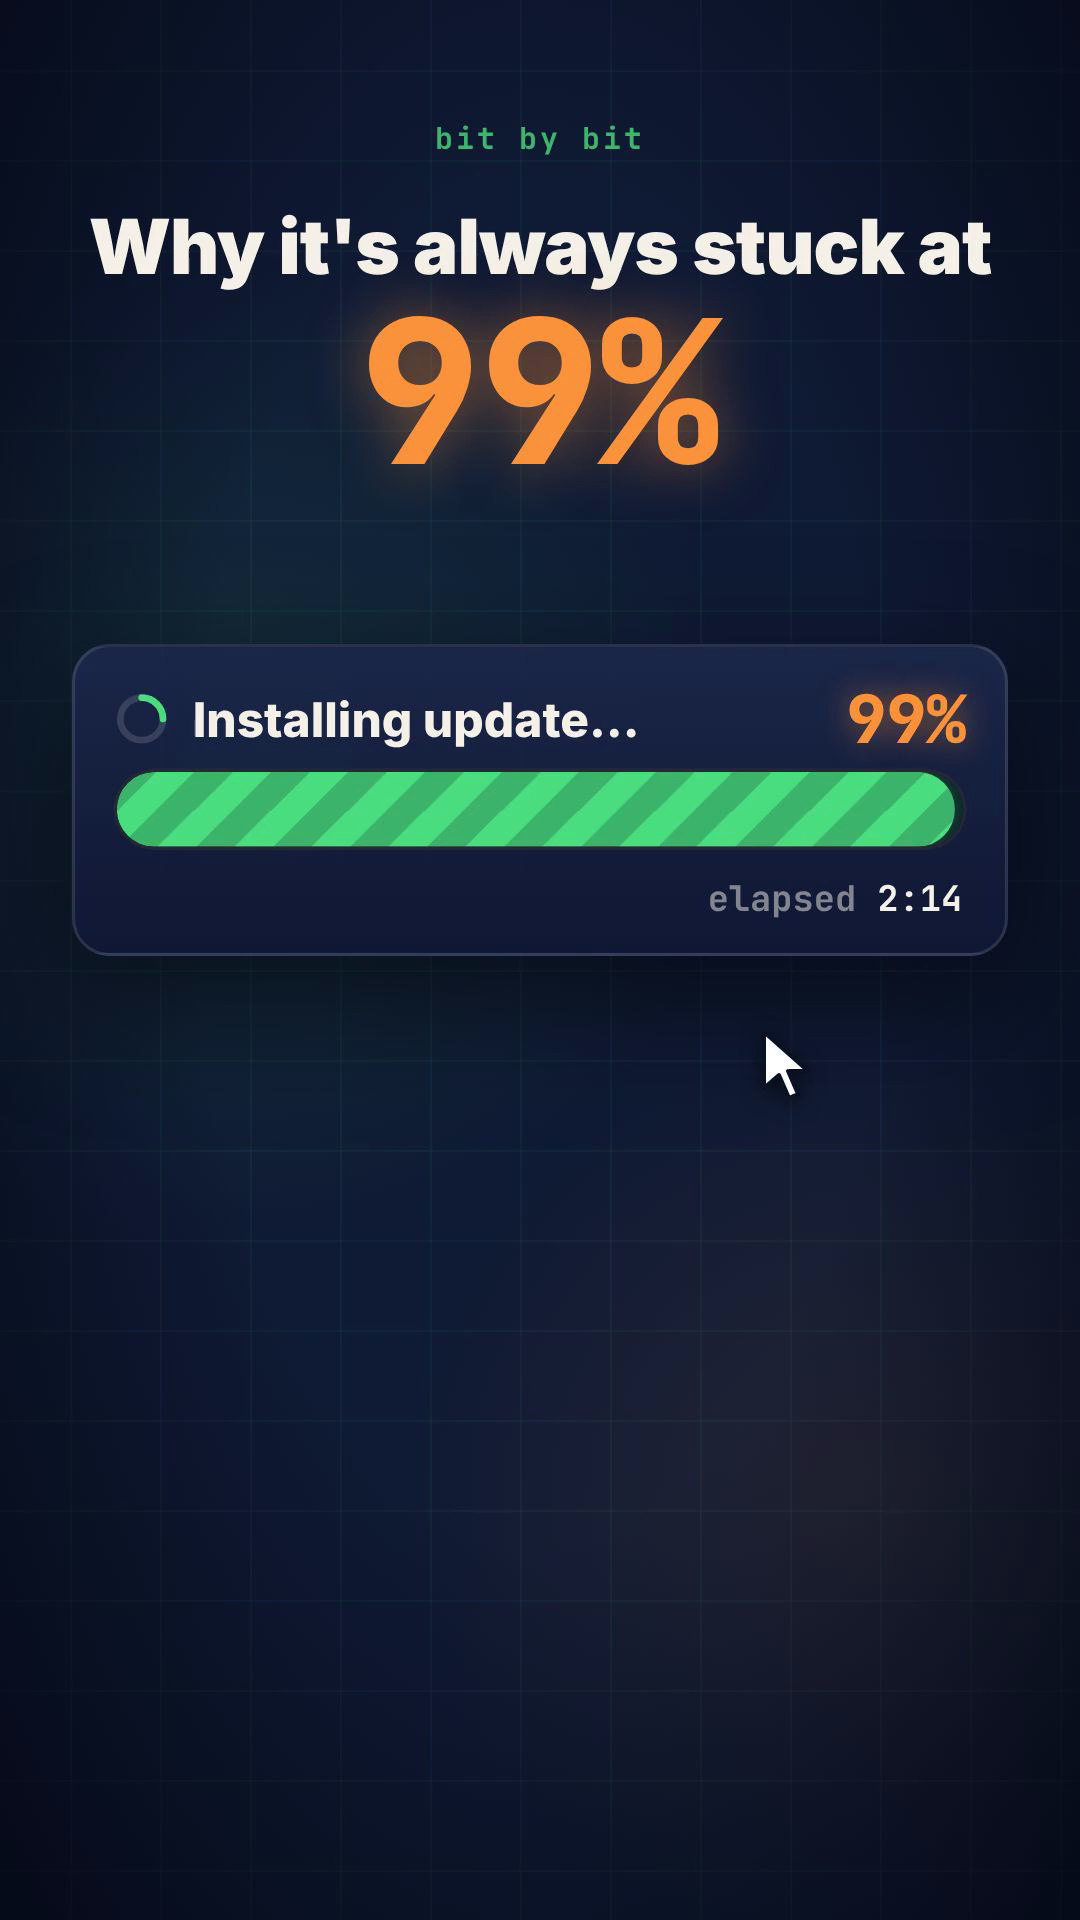 bit by bit
Why it's always stuck at
99%
Installing update... 99%
elapsed 2:14